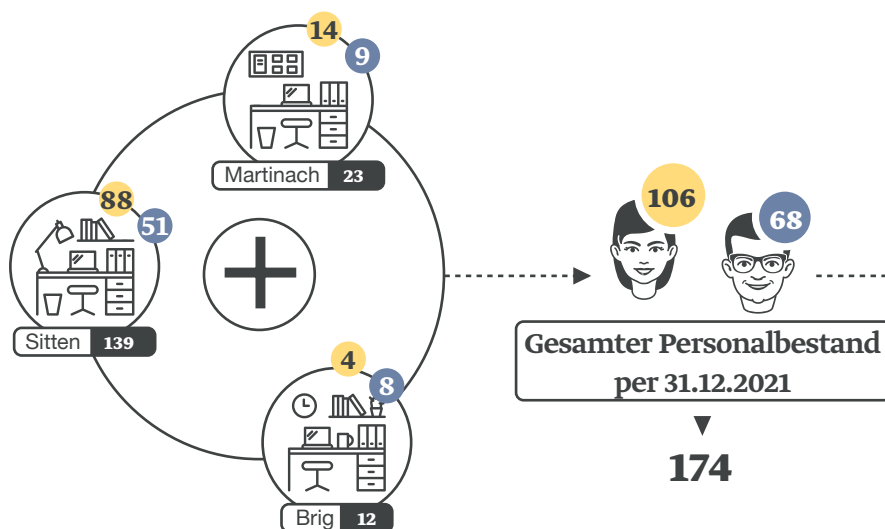 14
9
Martinach 23
88
51
Sitten 139
4
8
Brig 12
106
68
Gesamter Personalbestand
per 31.12.2021
174